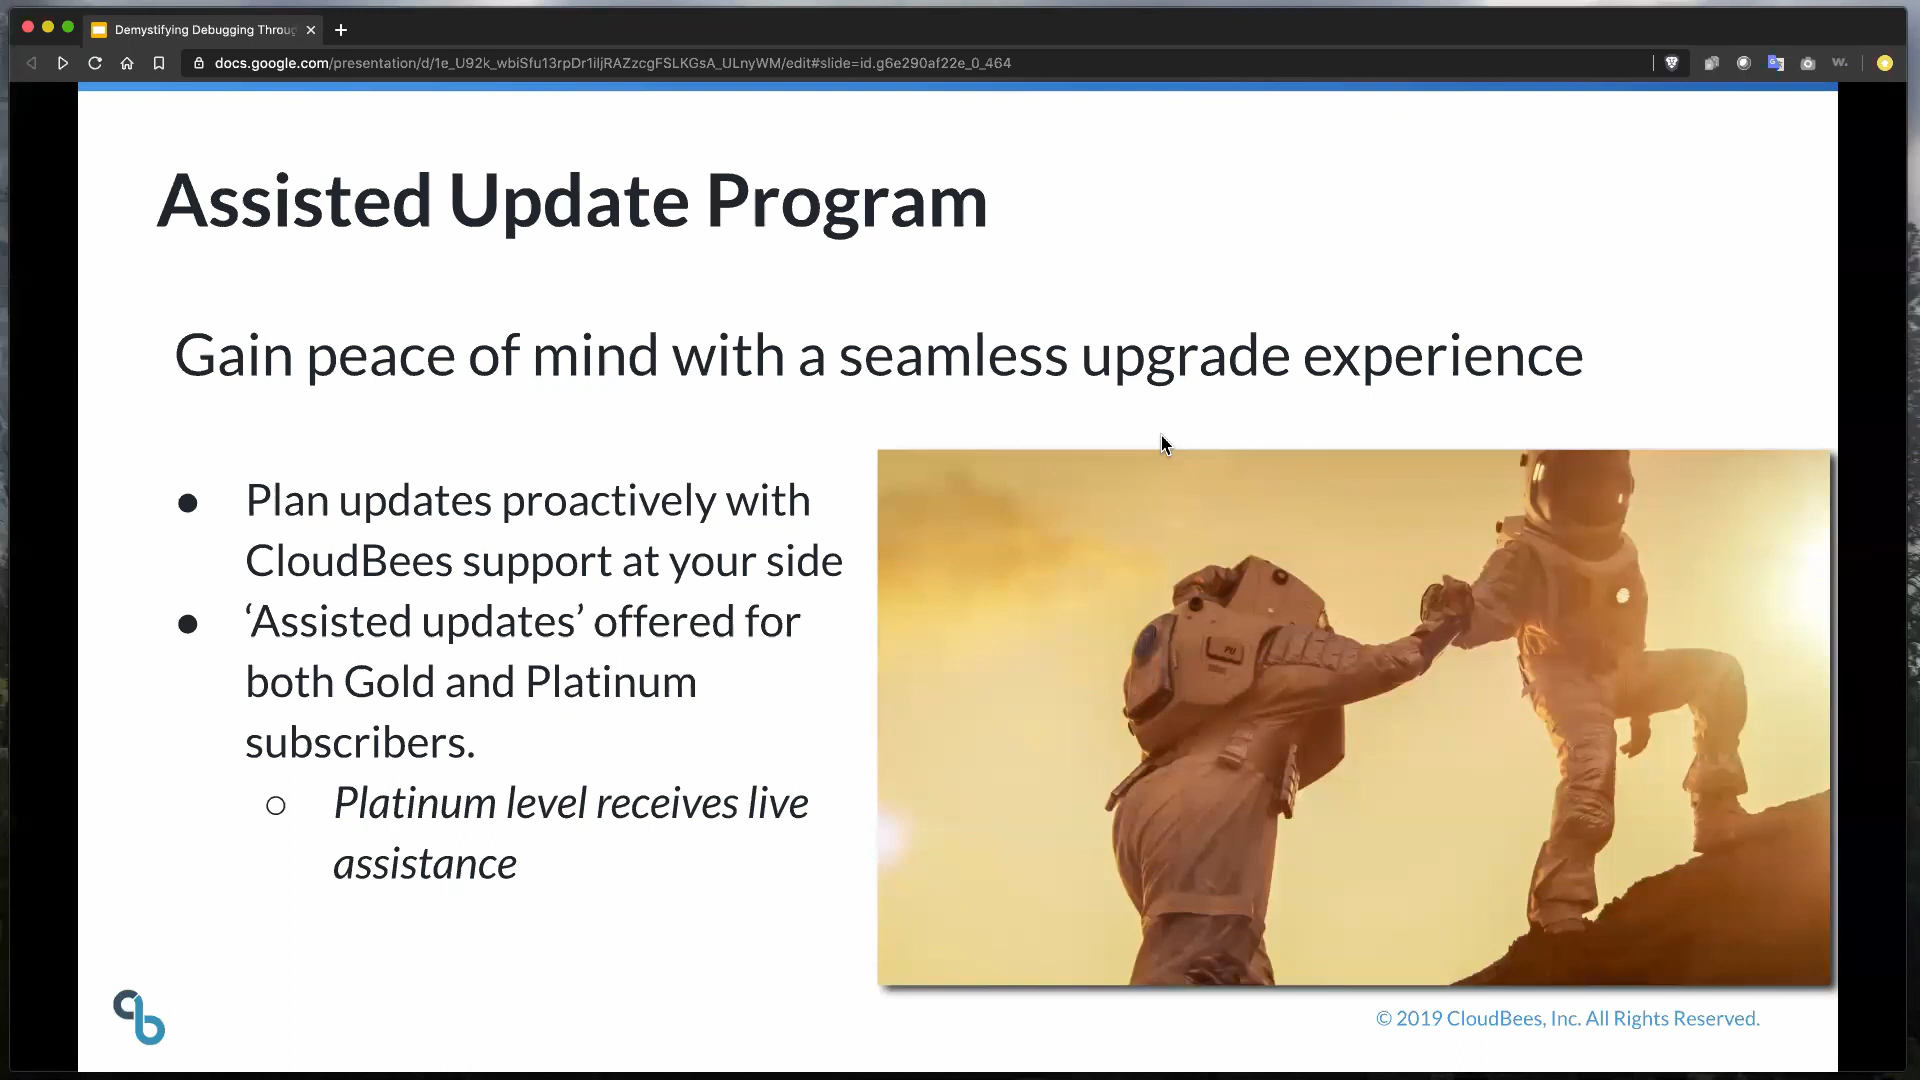 Demystifying Debugging Throug
docs.google.com/presentation/d/1e_U92k_wbiSfu13rpDr1iljRAZzcgFSLKGsA_ULnyWM/edit#slide=id.g6e290af22e_0_464
Assisted Update Program
Gain peace of mind with a seamless upgrade experience
● Plan updates proactively with
CloudBees support at your side
● ‘Assisted updates’ offered for
both Gold and Platinum
subscribers.
○ Platinum level receives live
assistance
© 2019 CloudBees, Inc. All Rights Reserved.